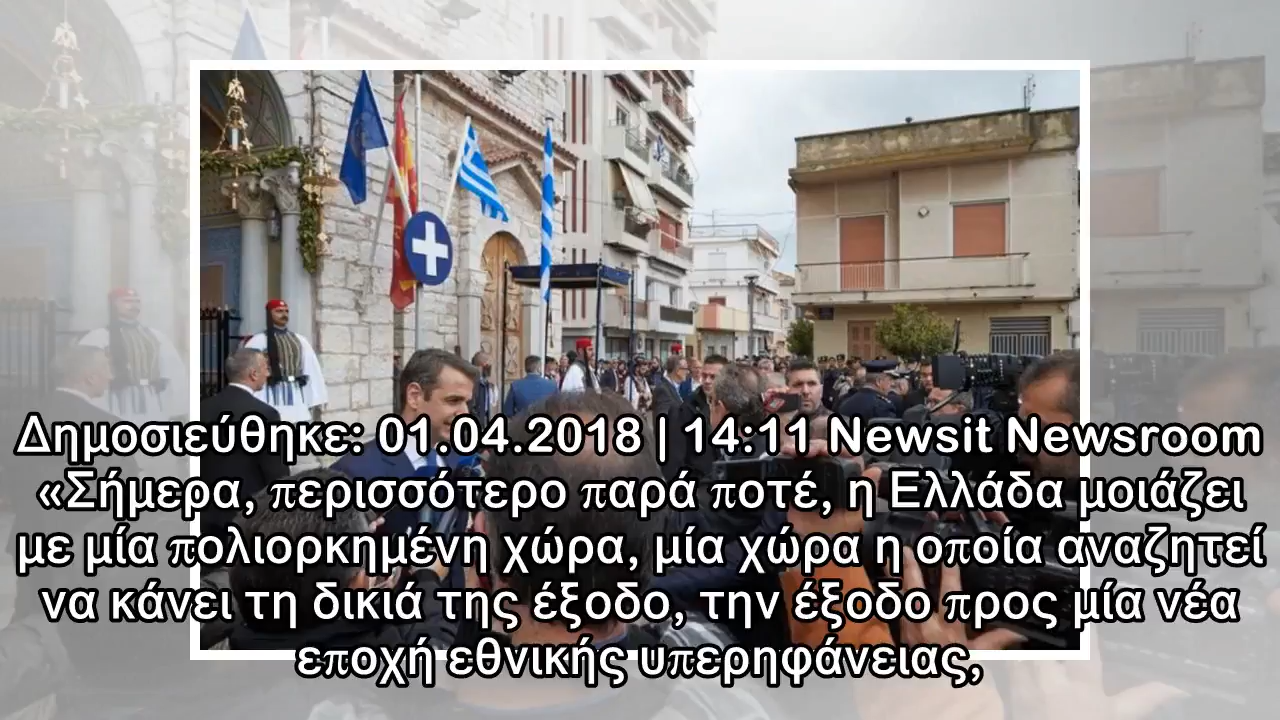 Δημοσιεύθηκε: 01.04.2018 | 14:11 Newsit Newsroom
«Σήμερα, περισσότερο παρά ποτέ, η Ελλάδα μοιάζει
με μία πολιορκημένη χώρα, μία χώρα η οποία αναζητεί
να κάνει τη δικιά της έξοδο, την έξοδο προς μία νέα
εποχή εθνικής υπερηφάνειας,